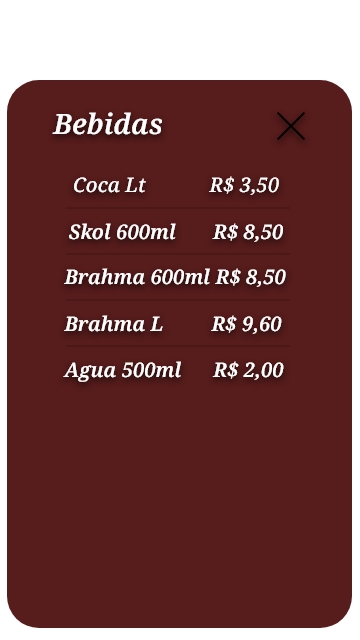 Bebidas
Coca Lt R$ 3,50
Skol 600ml R$ 8,50
Brahma 600ml R$ 8,50
Brahma L R$ 9,60
Agua 500ml R$ 2,00